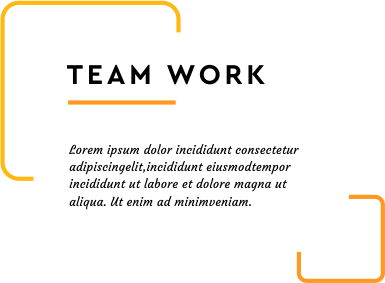 TEAM WORK
Lorem ipsum dolor incididunt consectetur
adipiscingelit,incididunt eiusmodtempor
incididunt ut labore et dolore magna ut
aliqua. Ut enim ad minimveniam.